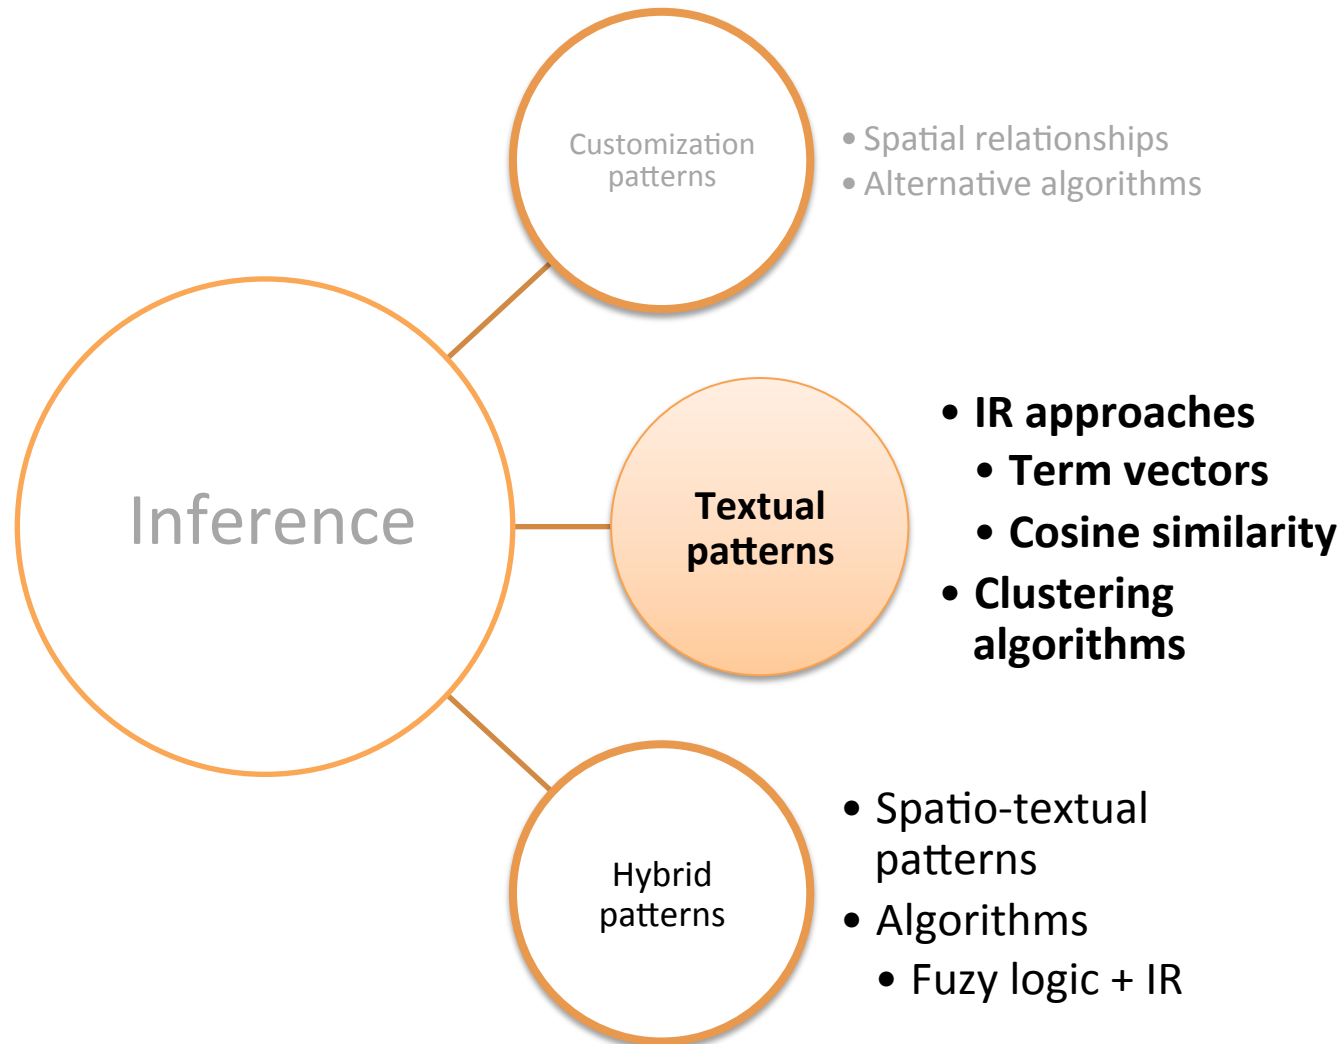 Customization
patterns
• Spatial relationships
• Alternative algorithms
Inference
Textual
patterns
• IR approaches
• Term vectors
• Cosine similarity
• Clustering
algorithms
Hybrid
patterns
• Spatio-textual
patterns
• Algorithms
• Fuzy logic + IR